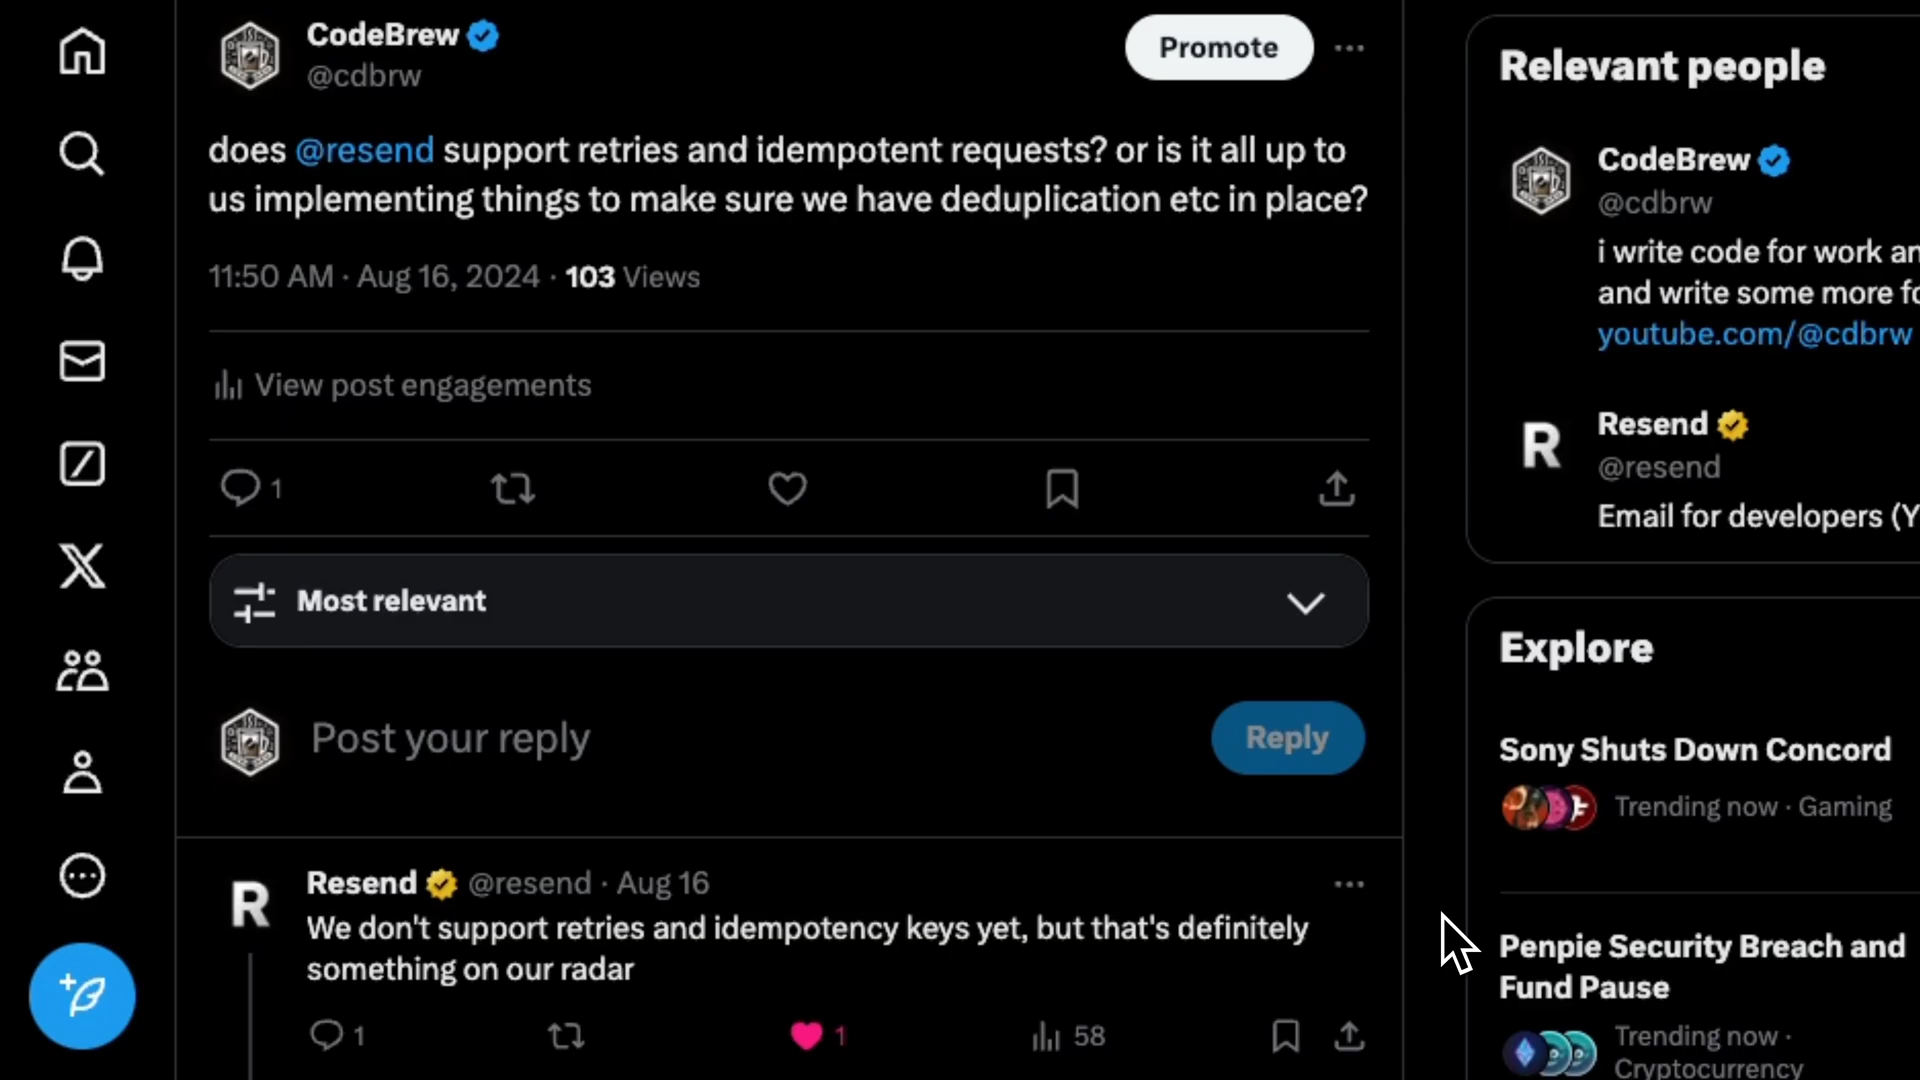 CodeBrew
@cdbrw
Promote
does @resend support retries and idempotent requests? or is it all up to
us implementing things to make sure we have deduplication etc in place?
11:50 AM · Aug 16, 2024 · 103 Views
View post engagements
1
Most relevant
Post your reply
Reply
R
Resend @resend · Aug 16
We don't support retries and idempotency keys yet, but that's definitely
something on our radar
1
1
58
Relevant people
CodeBrew
@cdbrw
i write code for work
and write some more
youtube.com/@cdbrw
R
Resend
@resend
Email for developers (Y
Explore
Sony Shuts Down Concord
Trending now · Gaming
Penpie Security Breach and
Fund Pause
Trending now ·
Cryptocurrency